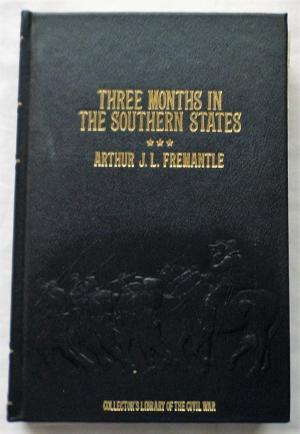 THREE MONTHS IN
THE SOUTHERN STATES
★★★
ARTHUR J. L. FREMANTLE
COLLECTOR'S LIBRARY OF THE CIVIL WAR